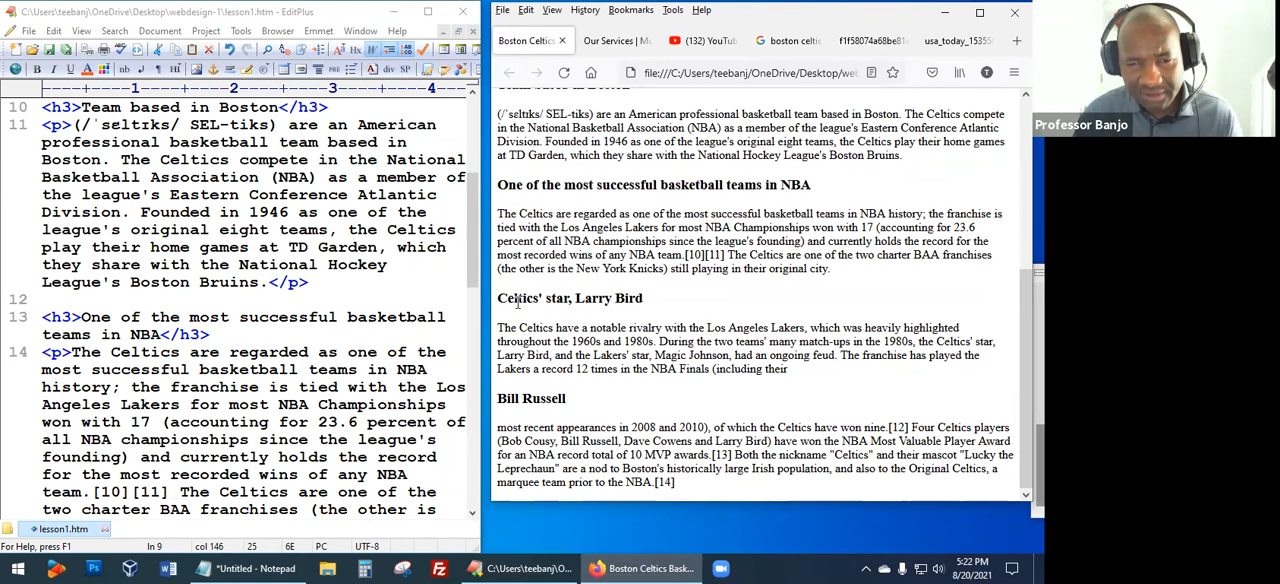 C:\Users\teebanj\OneDrive\Desktop\webdesign-1\lesson1.htm - EditPlus
File Edit View Search Document Project Tools Browser Emmet Window Help
----+----1----+----2----+----3----+----4
10 <h3>Team based in Boston</h3>
11 <p>(/ˈsɛltɪks/ SEL-tiks) are an American
professional basketball team based in
Boston. The Celtics compete in the National
Basketball Association (NBA) as a member of
the league's Eastern Conference Atlantic
Division. Founded in 1946 as one of the
league's original eight teams, the Celtics
play their home games at TD Garden, which
they share with the National Hockey
League's Boston Bruins.</p>
12
13 <h3>One of the most successful basketball
teams in NBA</h3>
14 <p>The Celtics are regarded as one of the
most successful basketball teams in NBA
history; the franchise is tied with the Los
Angeles Lakers for most NBA Championships
won with 17 (accounting for 23.6 percent of
all NBA championships since the league's
founding) and currently holds the record
for the most recorded wins of any NBA
team.[10][11] The Celtics are one of the
two charter BAA franchises (the other is
lesson1.htm
For Help, press F1 ln 9 col 146 25 6E PC UTF-8
File Edit View History Bookmarks Tools Help
Boston Celtics Our Services | M (132) YouTube boston celtic f1f58074a68be81 usa_today_1535
file:///C:/Users/teebanj/OneDrive/Desktop/web
Team based in Boston
(/ˈsɛltɪks/ SEL-tiks) are an American professional basketball team based in Boston. The Celtics compete
in the National Basketball Association (NBA) as a member of the league's Eastern Conference Atlantic
Division. Founded in 1946 as one of the league's original eight teams, the Celtics play their home games
at TD Garden, which they share with the National Hockey League's Boston Bruins.
One of the most successful basketball teams in NBA
The Celtics are regarded as one of the most successful basketball teams in NBA history; the franchise is
tied with the Los Angeles Lakers for most NBA Championships won with 17 (accounting for 23.6
percent of all NBA championships since the league's founding) and currently holds the record for the
most recorded wins of any NBA team.[10][11] The Celtics are one of the two charter BAA franchises
(the other is the New York Knicks) still playing in their original city.
Celtics' star, Larry Bird
The Celtics have a notable rivalry with the Los Angeles Lakers, which was heavily highlighted
throughout the 1960s and 1980s. During the two teams' many match-ups in the 1980s, the Celtics' star,
Larry Bird, and the Lakers' star, Magic Johnson, had an ongoing feud. The franchise has played the
Lakers a record 12 times in the NBA Finals (including their
Bill Russell
most recent appearances in 2008 and 2010), of which the Celtics have won nine.[12] Four Celtics players
(Bob Cousy, Bill Russell, Dave Cowens and Larry Bird) have won the NBA Most Valuable Player Award
for an NBA record total of 10 MVP awards.[13] Both the nickname "Celtics" and their mascot "Lucky the
Leprechaun" are a nod to Boston's historically large Irish population, and also to the Original Celtics, a
marquee team prior to the NBA.[14]
Professor Banjo
*Untitled - Notepad C:\Users\teebanj\O... Boston Celtics Bask...
5:22 PM
8/20/2021